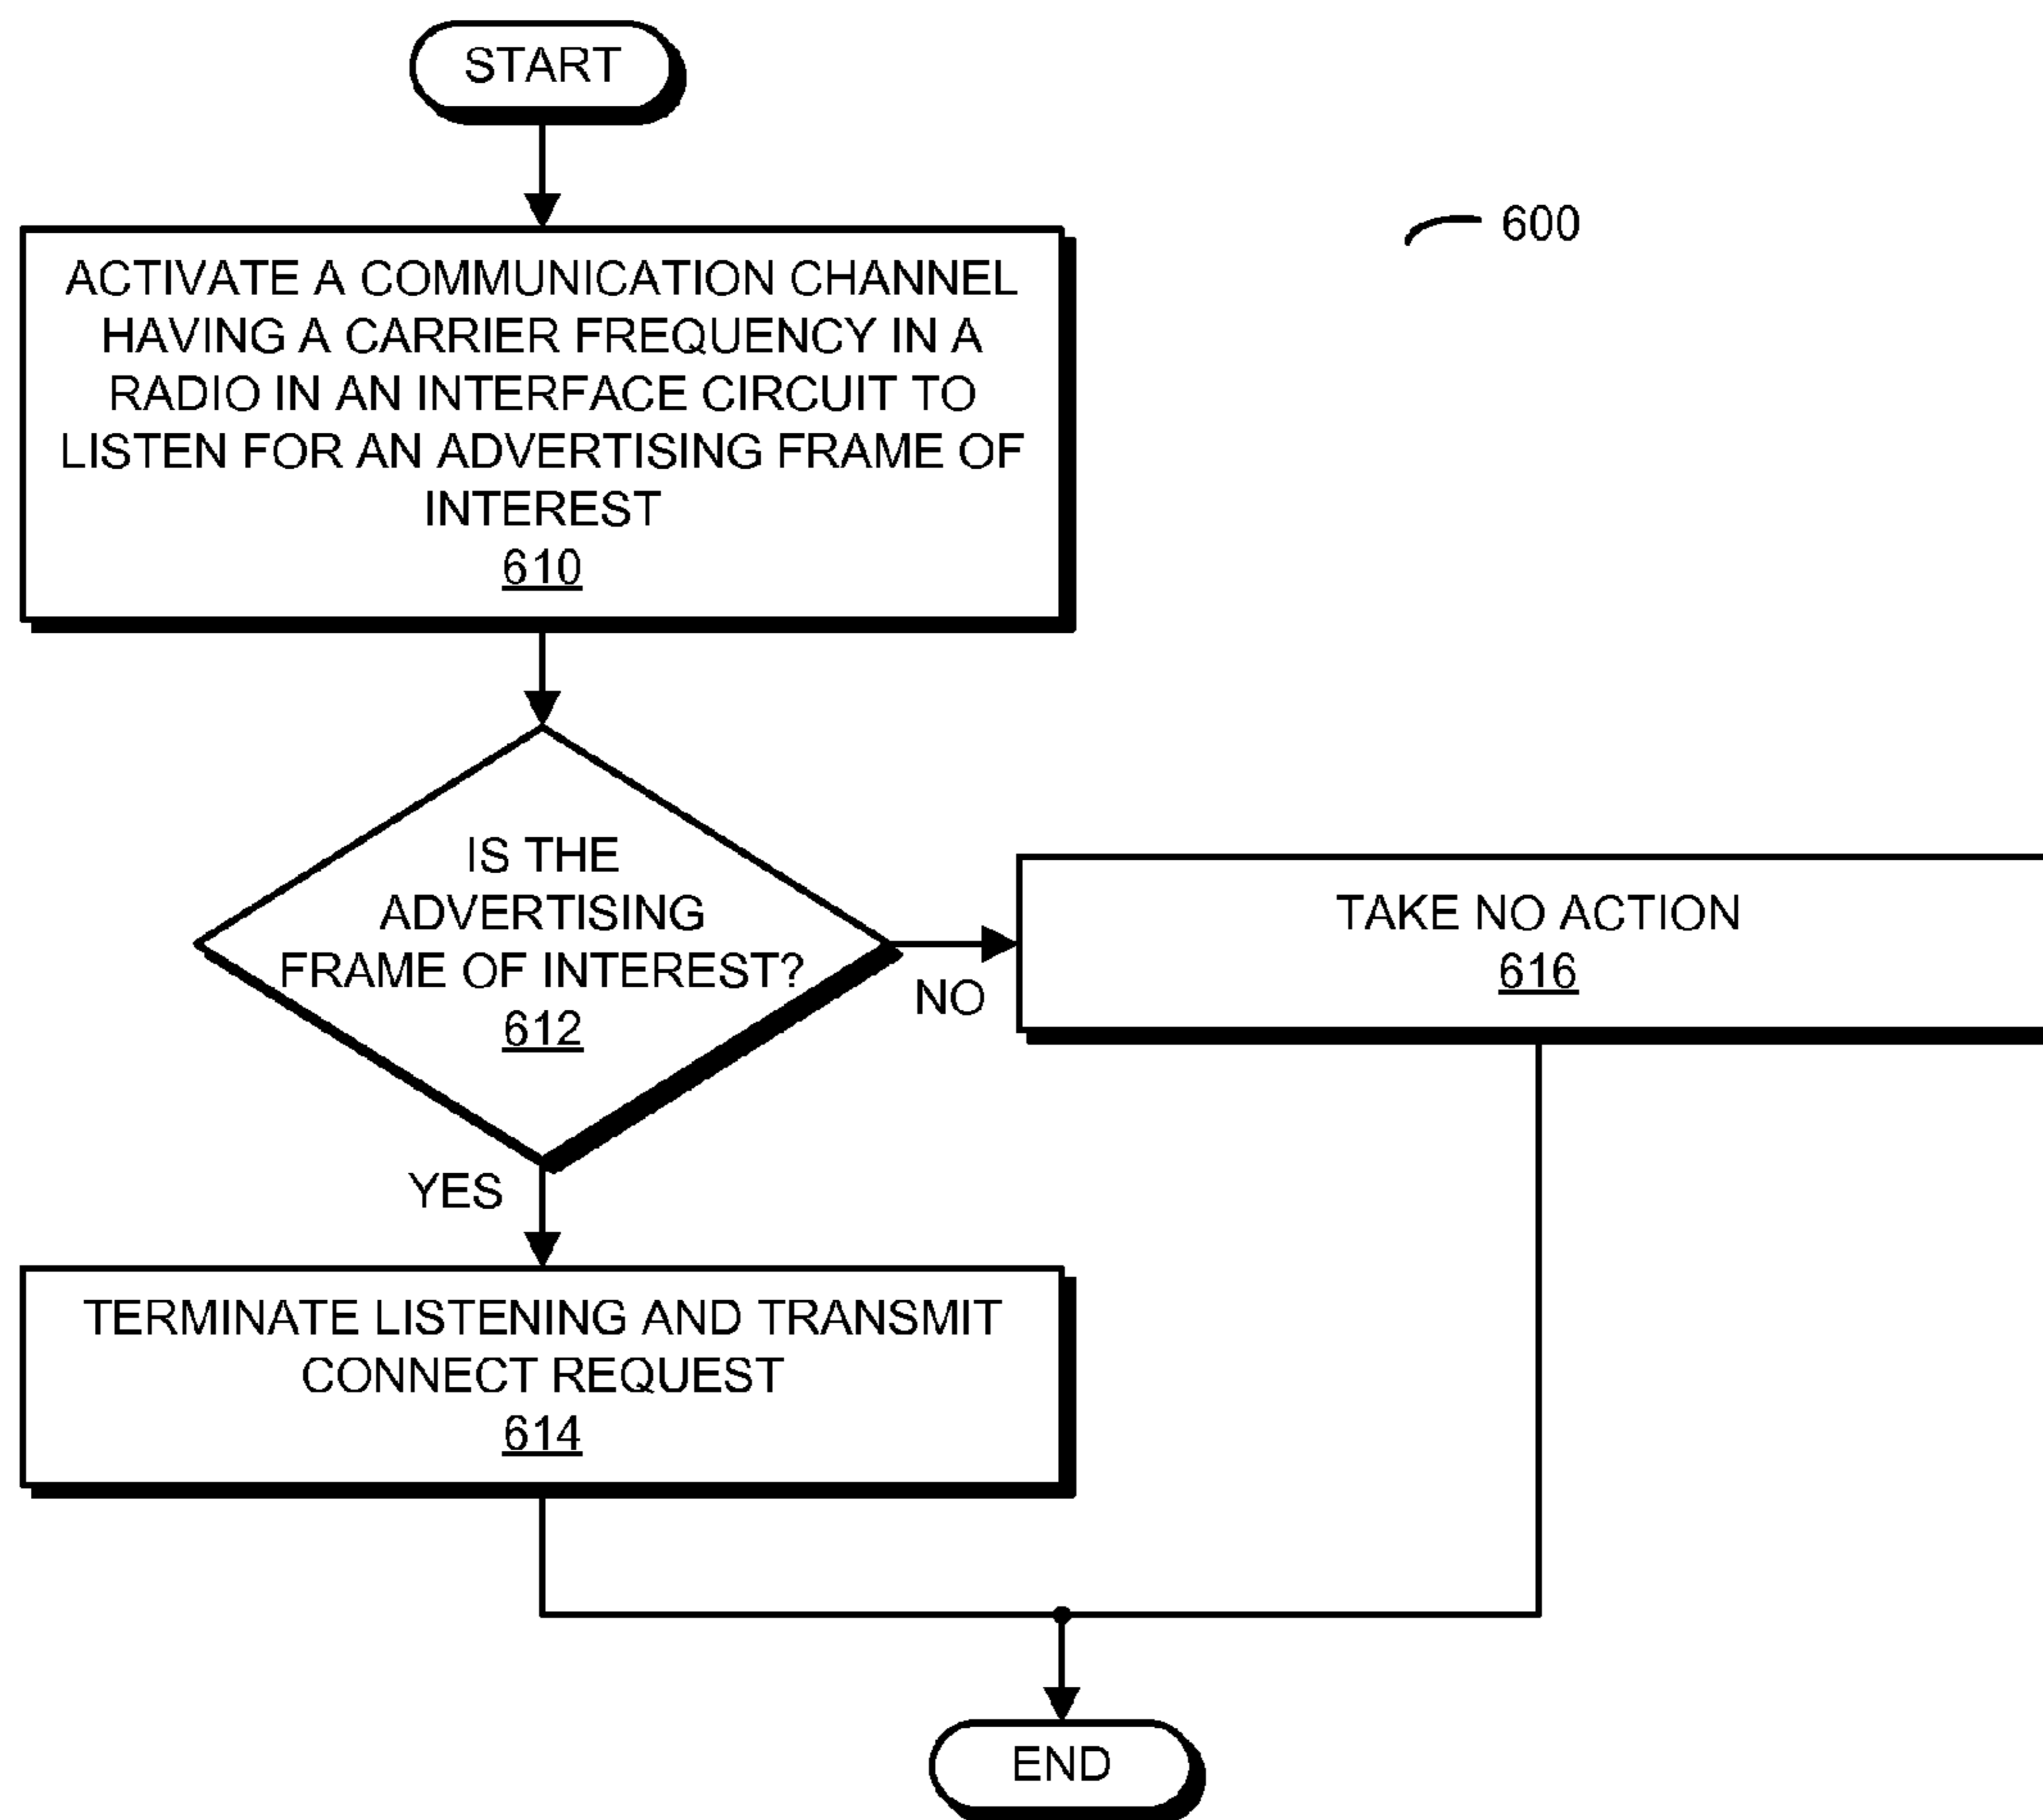 START
600
ACTIVATE A COMMUNICATION CHANNEL
HAVING A CARRIER FREQUENCY IN A
RADIO IN AN INTERFACE CIRCUIT TO
LISTEN FOR AN ADVERTISING FRAME OF
INTEREST
610
IS THE
ADVERTISING
FRAME OF INTEREST?
612
NO
TAKE NO ACTION
616
YES
TERMINATE LISTENING AND TRANSMIT
CONNECT REQUEST
614
END